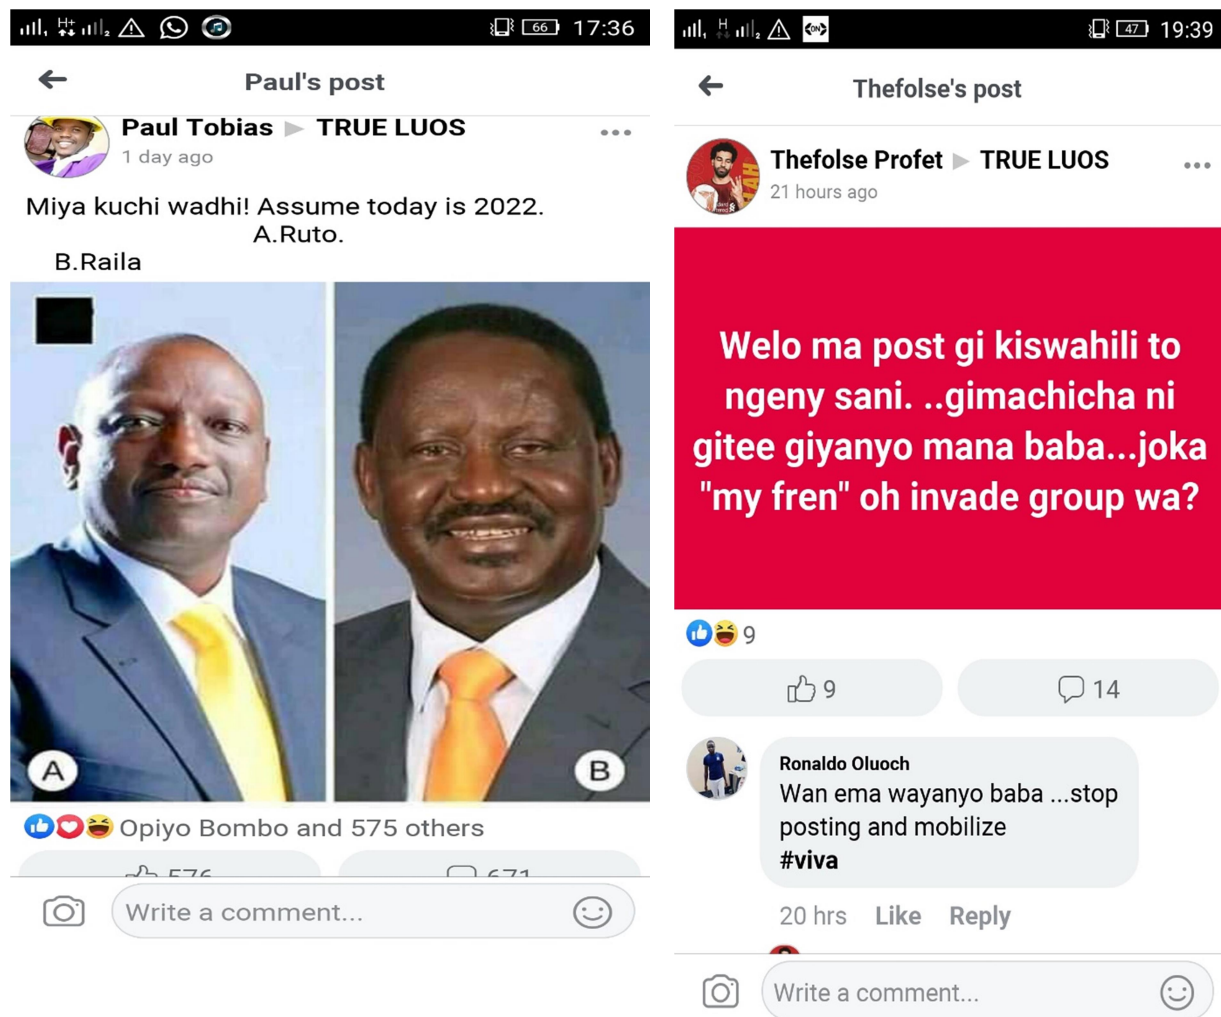 17:36
66
H+
Paul's post
Paul Tobias ▶ TRUE LUOS
1 day ago
Miya kuchi wadhi! Assume today is 2022.
A.Ruto.
B.Raila
A
B
Opiyo Bombo and 575 others
576
671
Write a comment...
H
47
19:39
Thefolse's post
Thefolse Profet ▶ TRUE LUOS
21 hours ago
Welo ma post gi kiswahili to
ngeny sani. ..gimachicha ni
gitee giyanyo mana baba...joka
"my fren" oh invade group wa?
9
9
14
Ronaldo Oluoch
Wan ema wayanyo baba ...stop
posting and mobilize
#viva
20 hrs Like Reply
Write a comment...